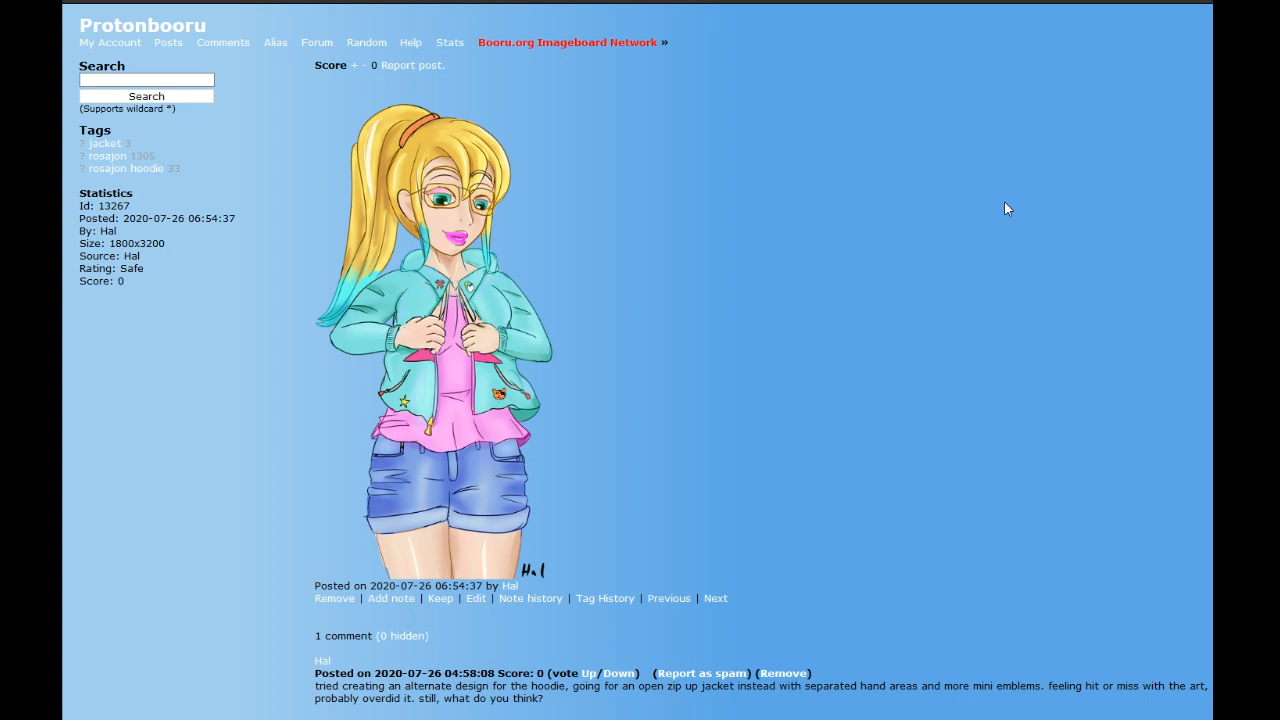 Protonbooru
My Account Posts Comments Alias Forum Random Help Stats Booru.org Imageboard Network »
Search
Search
(Supports wildcard *)
Tags
? jacket 3
? rosajon 1305
? rosajon hoodie 33
Statistics
Id: 13267
Posted: 2020-07-26 06:54:37
By: Hal
Size: 1800x3200
Source: Hal
Rating: Safe
Score: 0
Score + - 0 Report post.
Hal
Posted on 2020-07-26 06:54:37 by Hal
Remove | Add note | Keep | Edit | Note history | Tag History | Previous | Next
1 comment (0 hidden)
Hal
Posted on 2020-07-26 04:58:08 Score: 0 (vote Up/Down) (Report as spam) (Remove)
tried creating an alternate design for the hoodie, going for an open zip up jacket instead with separated hand areas and more mini emblems. feeling hit or miss with the art,
probably overdid it. still, what do you think?